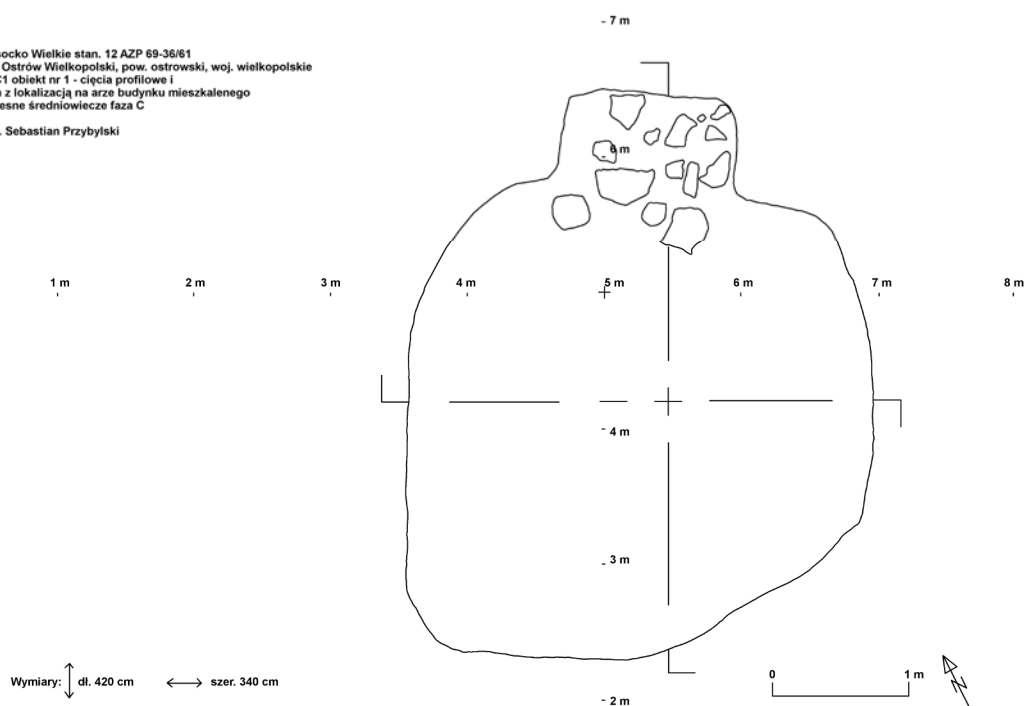 ocko Wielkie stan. 12 AZP 69-36/61
Ostrów Wielkopolski, pow. ostrowski, woj. wielkopolskie
1 obiekt nr 1 - cięcia profilowe i
z lokalizacją na arze budynku mieszkalenego
esne średniowiecze faza C
. Sebastian Przybylski
7 m
6 m
1 m 2 m 3 m 4 m 5 m 6 m 7 m 8 m
4 m
3 m
Wymiary: dł. 420 cm szer. 340 cm
0 1 m
N
2 m